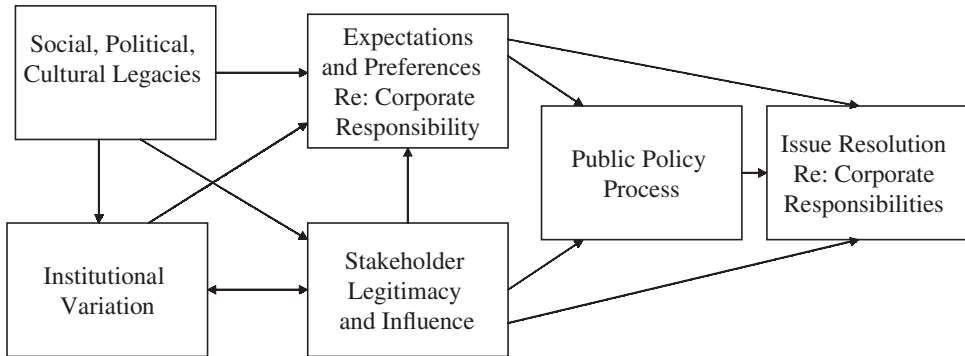 Social, Political,
Cultural Legacies
Expectations
and Preferences
Re: Corporate
Responsibility
Public Policy
Process
Issue Resolution
Re: Corporate
Responsibilities
Institutional
Variation
Stakeholder
Legitimacy
and Influence